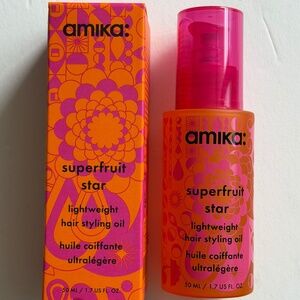 amika:
superfruit
star
lightweight
hair styling oil
huile coiffante
ultralégère
50 ML / 1.7 US FL OZ.
amika:
superfruit
star
lightweight
hair styling oil
huile coiffante
ultralégère
50 ML / 1.7 US FL OZ.